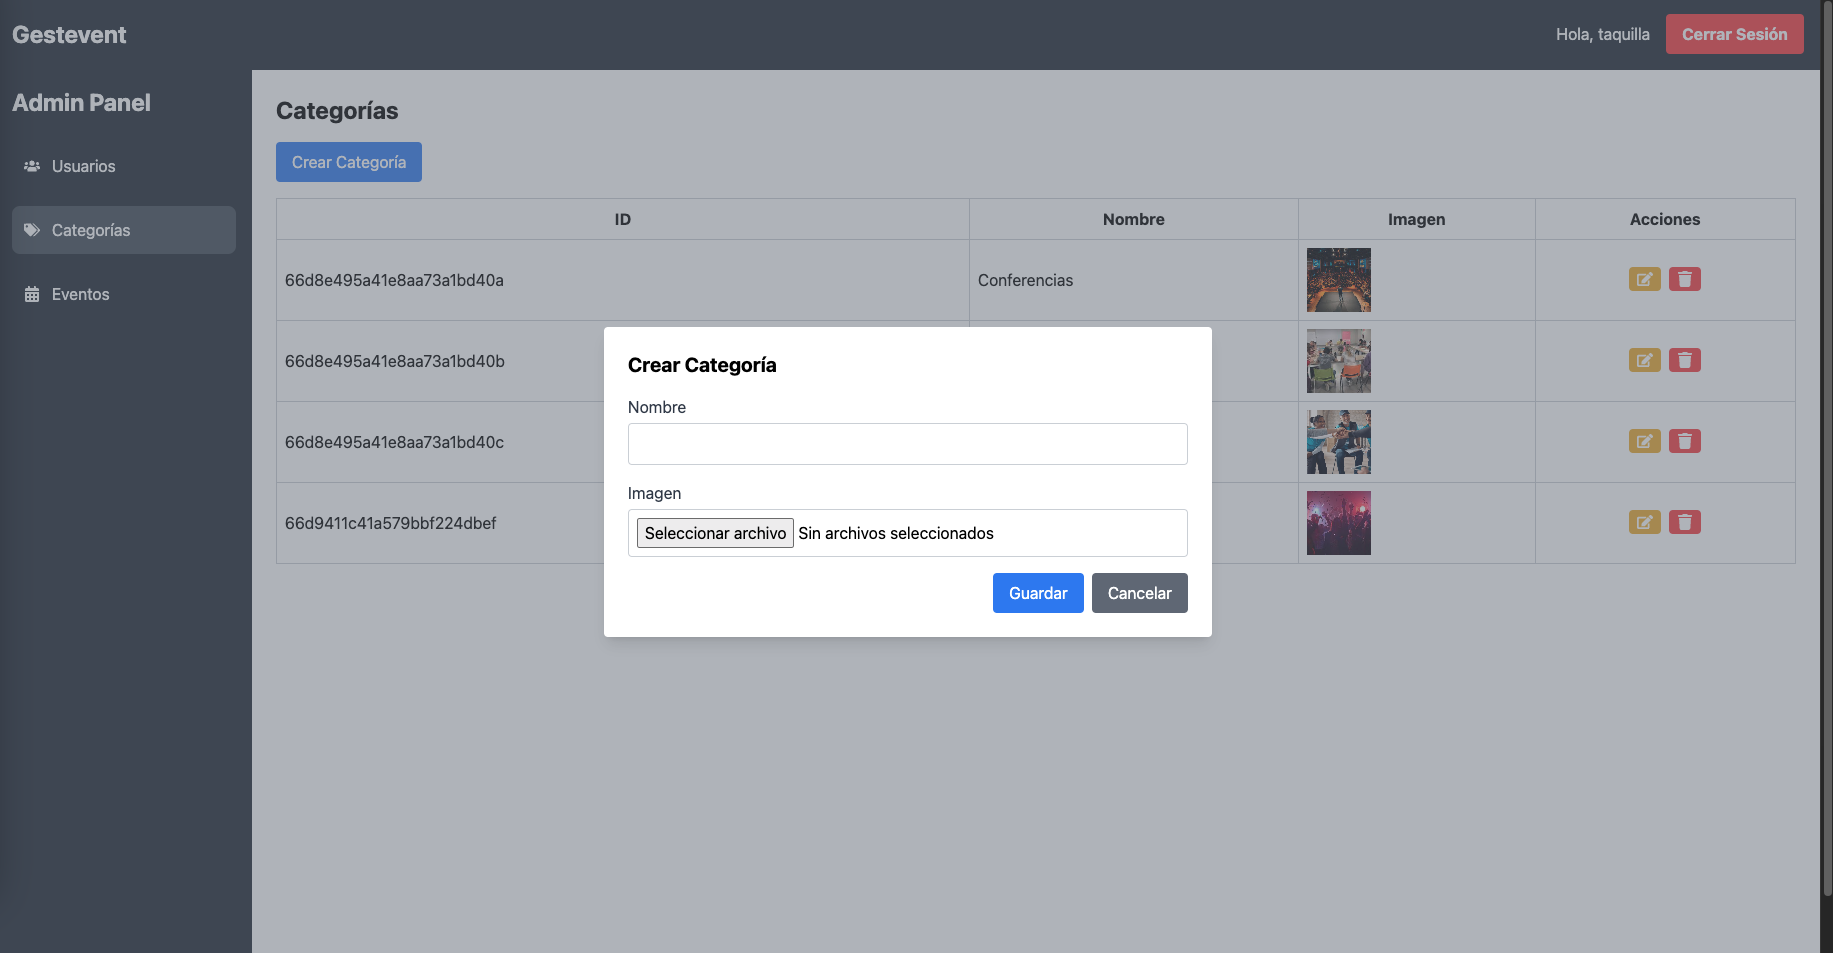 Gestevent
Hola, taquilla
Cerrar Sesión
Admin Panel
Usuarios
Categorías
Eventos
Categorías
Crear Categoría
ID Nombre Imagen Acciones
66d8e495a41e8aa73a1bd40a Conferencias
66d8e495a41e8aa73a1bd40b
66d8e495a41e8aa73a1bd40c
66d9411c41a579bbf224dbef
Crear Categoría
Nombre
Imagen
Seleccionar archivo Sin archivos seleccionados
Guardar Cancelar